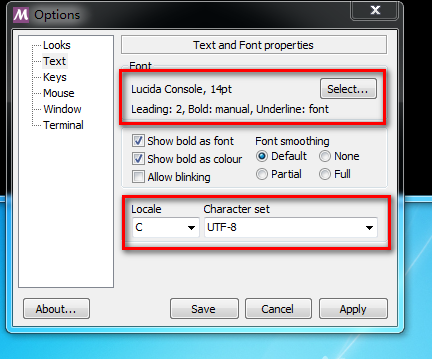 Options
Looks
Text
Keys
Mouse
Window
Terminal
Text and Font properties
Font
Lucida Console, 14pt
Select...
Leading: 2, Bold: manual, Underline: font
Show bold as font
Show bold as colour
Allow blinking
Font smoothing
Default
None
Partial
Full
Locale
Character set
C
UTF-8
About...
Save
Cancel
Apply